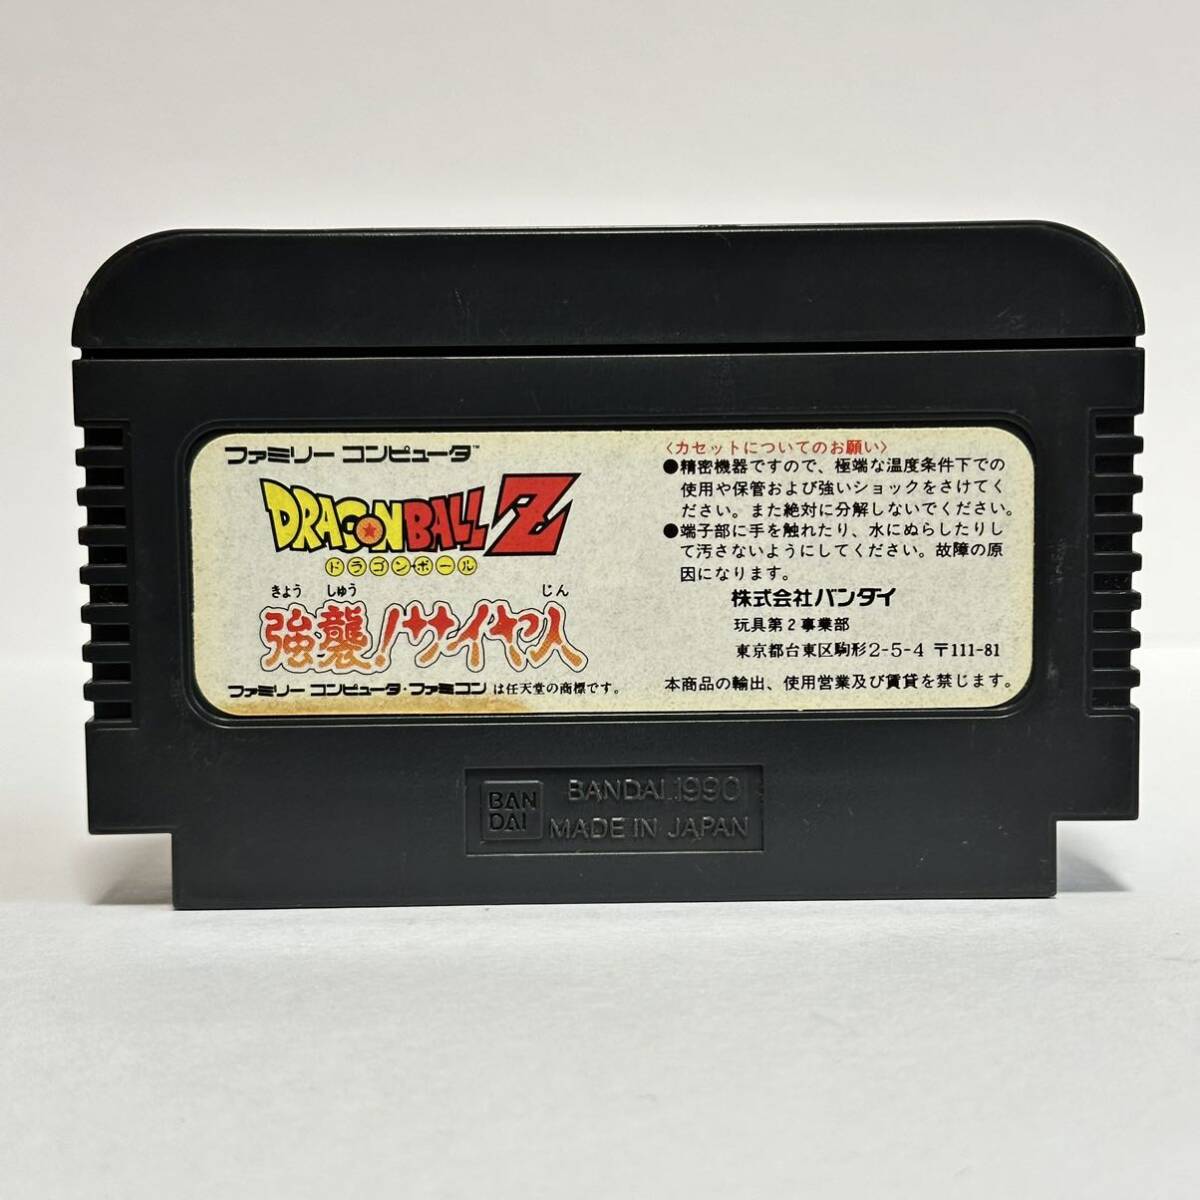 ファミリー コンピュータ™
DRAGON BALL Z
ドラゴンボール
きょう しゅう じん
強襲!サイヤ人
ファミリー コンピュータ・ファミコン は任天堂の商標です。
〈カセットについてのお願い〉
●精密機器ですので、極端な温度条件下での
使用や保管および強いショックをさけてく
ださい。また絶対に分解しないでください。
●端子部に手を触れたり、水にぬらしたりし
て汚さないようにしてください。故障の原
因になります。
株式会社バンダイ
玩具第2事業部
東京都台東区駒形2-5-4 〒111-81
本商品の輸出、使用営業及び賃貸を禁じます。
BAN
DAI
BANDAI 1990
MADE IN JAPAN